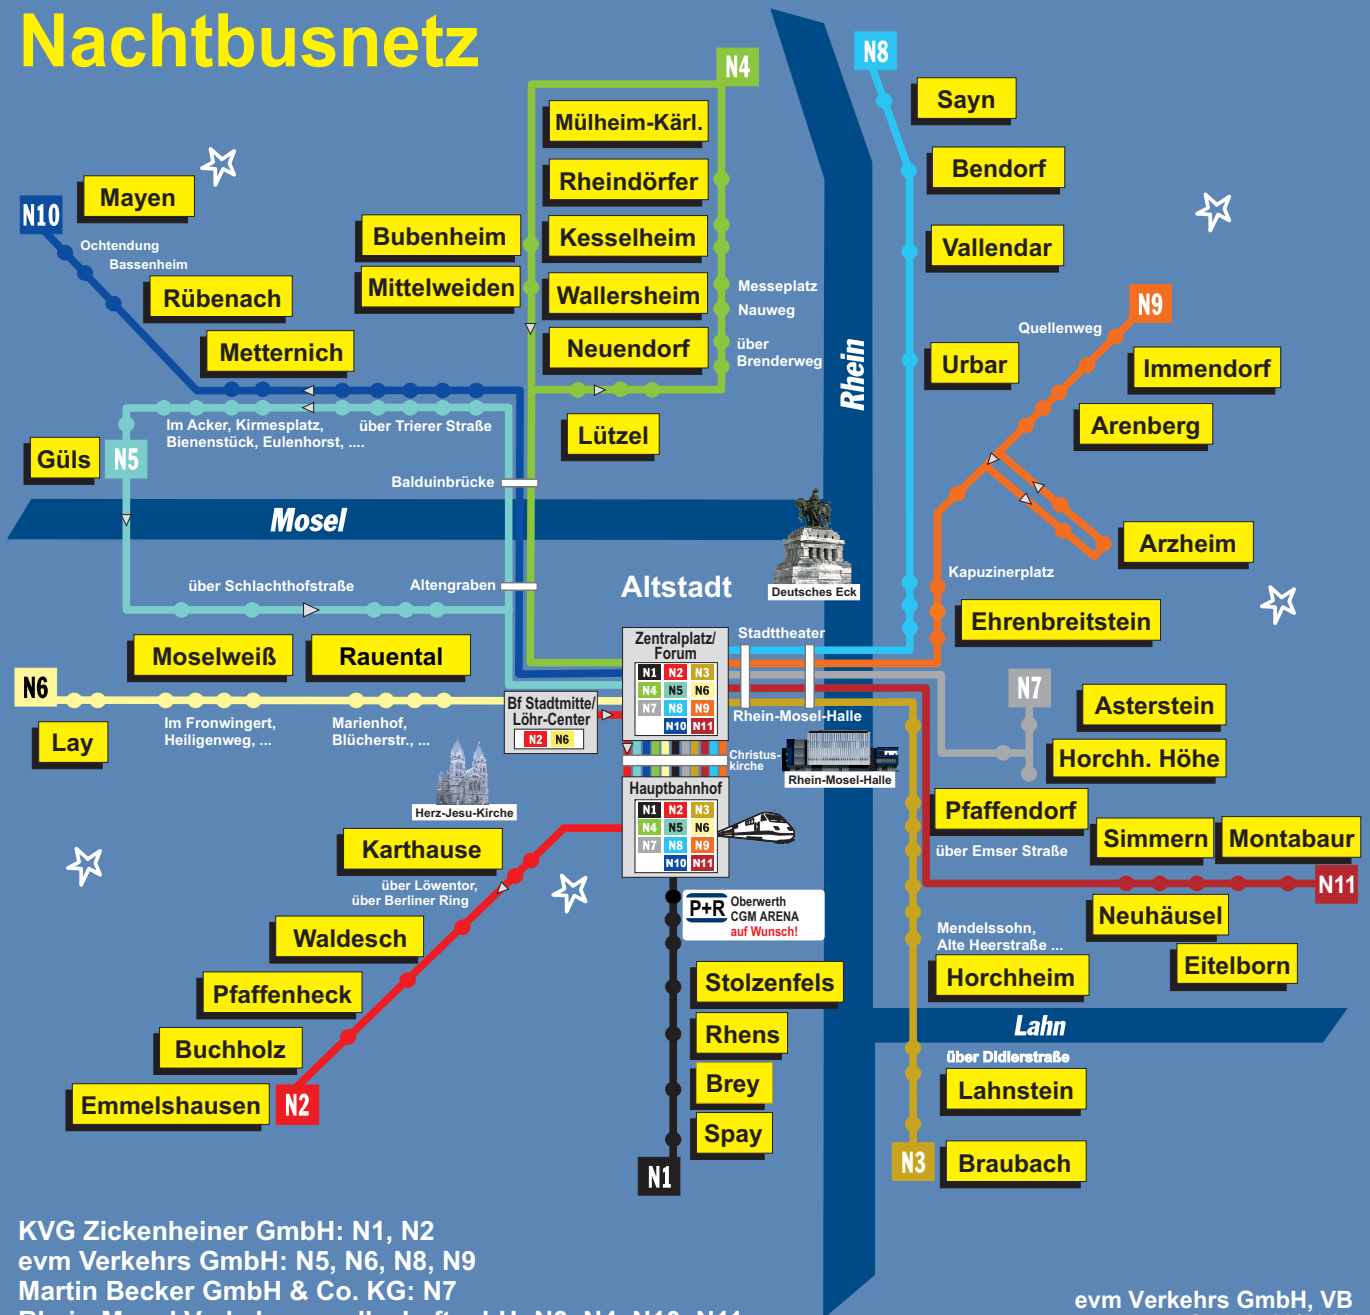 Nachtbusnetz
N4
N8
Sayn
Mülheim-Kärl.
Bendorf
Rheindörfer
Mayen
N10
Bubenheim
Kesselheim
Vallendar
Ochtendung
Bassenheim
Mittelweiden
Wallersheim
Messeplatz
Rübenach
Nauweg
N9
Quellenweg
Metternich
Neuendorf
über
Brenderweg
Rhein
Urbar
Immendorf
Im Acker, Kirmesplatz,
Bienenstück, Eulenhorst, ....
über Trierer Straße
Lützel
Arenberg
Güls
N5
Balduinbrücke
Mosel
Arzheim
über Schlachthofstraße
Altengraben
Altstadt
Deutsches Eck
Kapuzinerplatz
Ehrenbreitstein
Moselweiß
Rauental
Zentralplatz/
Forum
N1 N2 N3
N4 N5 N6
N7 N8 N9
N10 N11
Stadttheater
N6
Lay
Im Fronwingert,
Heiligenweg, ...
Marienhof,
Blücherstr., ...
Bf Stadtmitte/
Löhr-Center
N2 N6
Rhein-Mosel-Halle
N7
Asterstein
Horchh. Höhe
Christus-
kirche
Rhein-Mosel-Halle
Herz-Jesu-Kirche
Hauptbahnhof
N1 N2 N3
N4 N5 N6
N7 N8 N9
N10 N11
Pfaffendorf
über Emser Straße
Simmern
Montabaur
N11
Karthause
über Löwentor,
über Berliner Ring
P+R
Oberwerth
CGM ARENA
auf Wunsch!
Neuhäusel
Eitelborn
Waldesch
Mendelssohn,
Alte Heerstraße ...
Horchheim
Pfaffenheck
Stolzenfels
Buchholz
Rhens
Lahn
über Didierstraße
Emmelshausen
N2
Brey
Lahnstein
Spay
N1
N3
Braubach
KVG Zickenheiner GmbH: N1, N2
evm Verkehrs GmbH: N5, N6, N8, N9
Martin Becker GmbH & Co. KG: N7
evm Verkehrs GmbH, VB